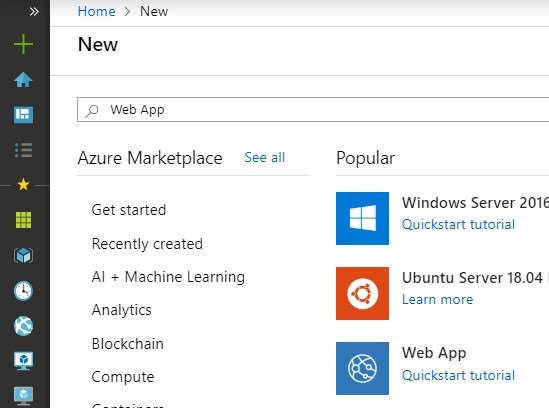 Home > New
New
Web App
Azure Marketplace See all
Popular
Get started
Recently created
AI + Machine Learning
Analytics
Blockchain
Compute
Containers
Windows Server 2016
Quickstart tutorial
Ubuntu Server 18.04
Learn more
Web App
Quickstart tutorial